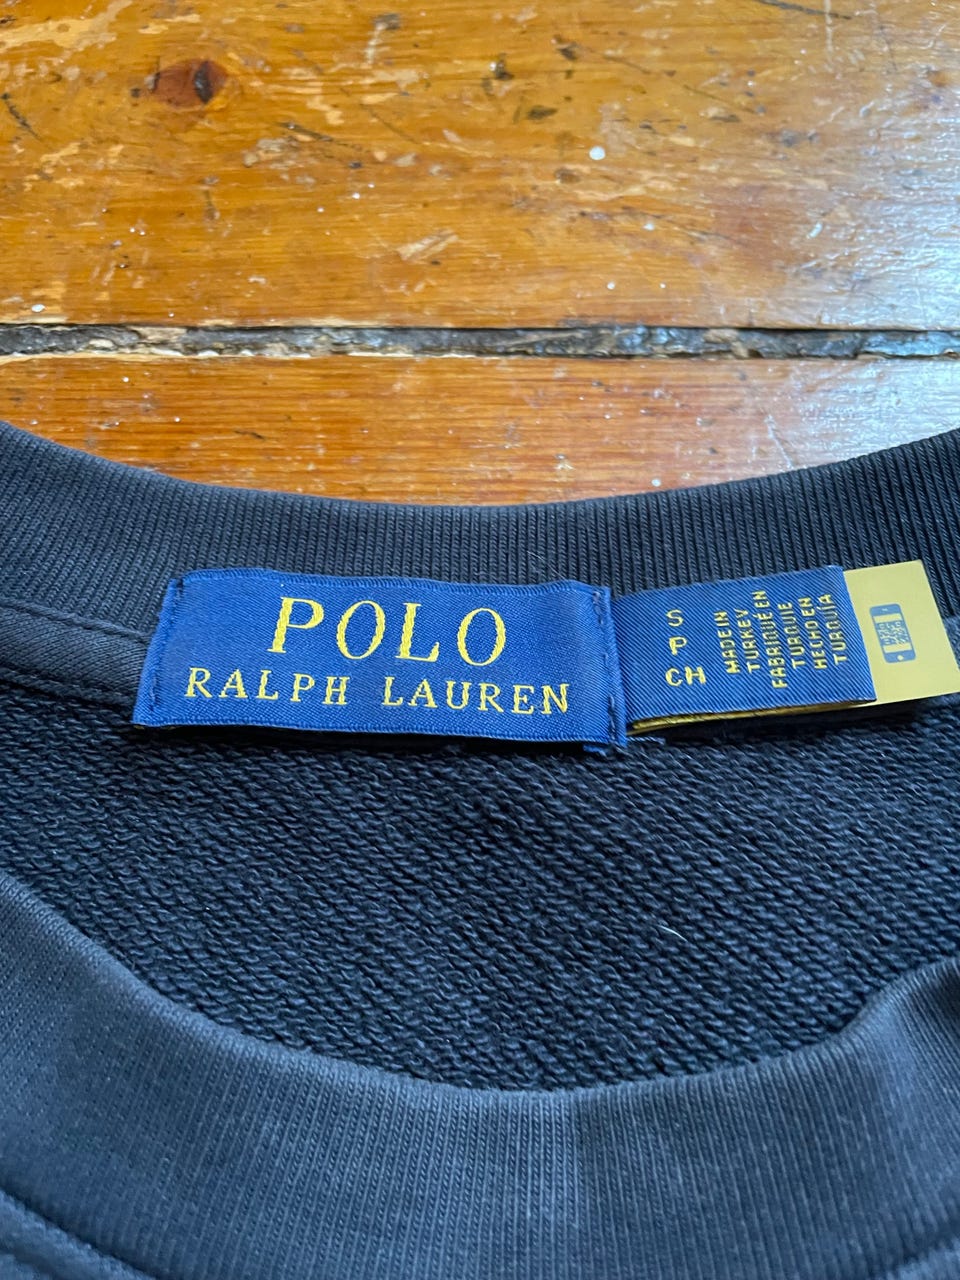 POLO
RALPH LAUREN
S
P
CH
MADE IN
TURKEY
FABRIQUÉ EN
TURQUIE
HECHO EN
TURQUÍA